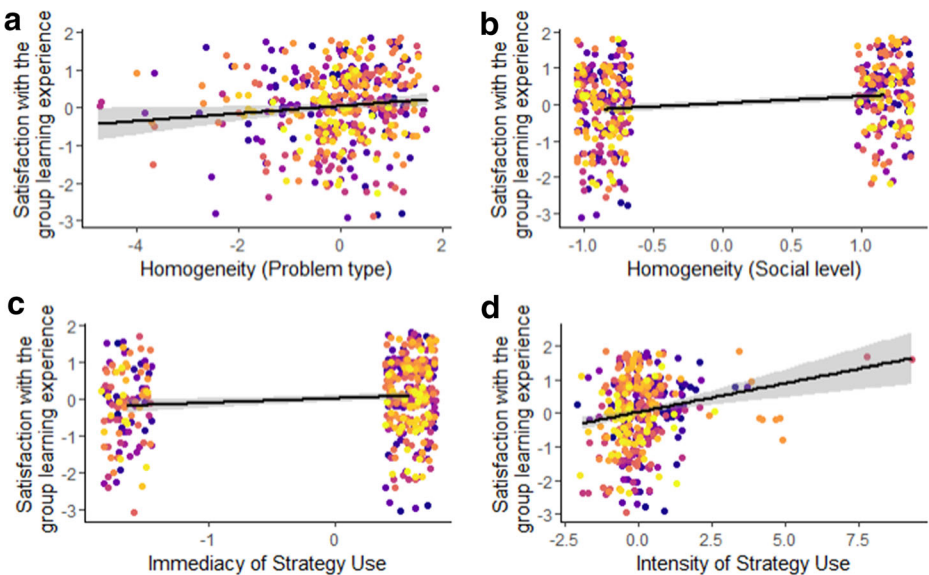 a
Satisfaction with the
group learning experience
2
1
0
-1
-2
-3
-4
-2
0
2
Homogeneity (Problem type)
b
Satisfaction with the
group learning experience
2
1
0
-1
-2
-3
-1.0
-0.5
0.0
0.5
1.0
Homogeneity (Social level)
c
Satisfaction with the
group learning experience
2
1
0
-1
-2
-3
-1
0
Immediacy of Strategy Use
d
Satisfaction with the
group learning experience
2
1
0
-1
-2
-3
-2.5
0.0
2.5
5.0
7.5
Intensity of Strategy Use